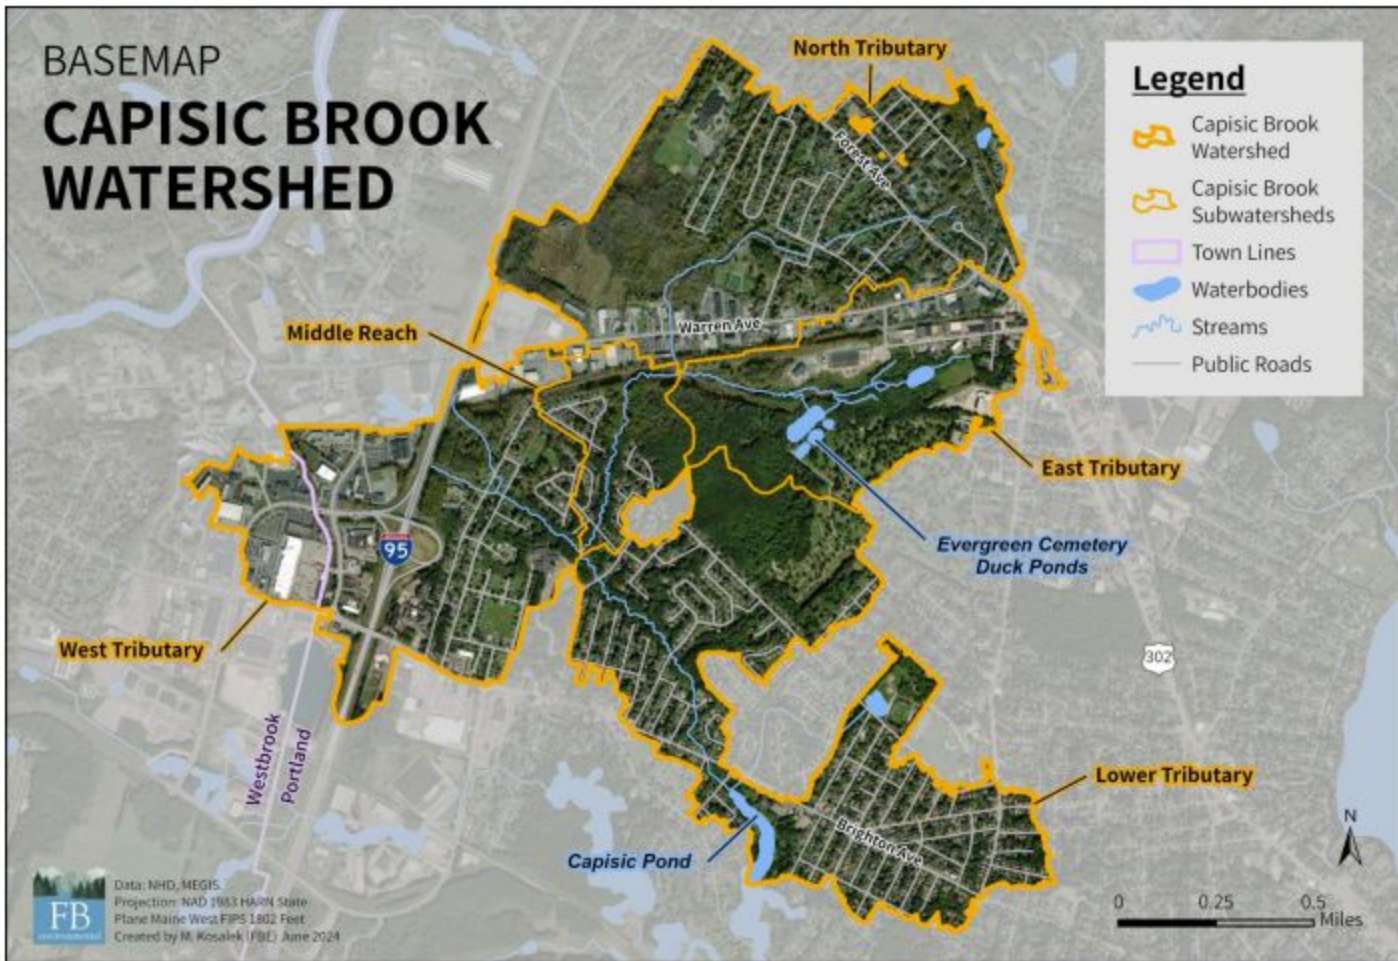 BASEMAP
CAPISIC BROOK
WATERSHED
North Tributary
Forest Ave
Middle Reach
Warren Ave
East Tributary
Evergreen Cemetery
Duck Ponds
95
West Tributary
302
Westbrook
Portland
Lower Tributary
Brighton Ave
Capisic Pond
Legend
Capisic Brook
Watershed
Capisic Brook
Subwatersheds
Town Lines
Waterbodies
Streams
Public Roads
N
0 0.25 0.5
Miles
FB
environmental
Data: NHD, MEGIS.
Projection: NAD 1983 HARN State
Plane Maine West FIPS 1802 Feet
Created by M. Kosalek (FBE) June 2024